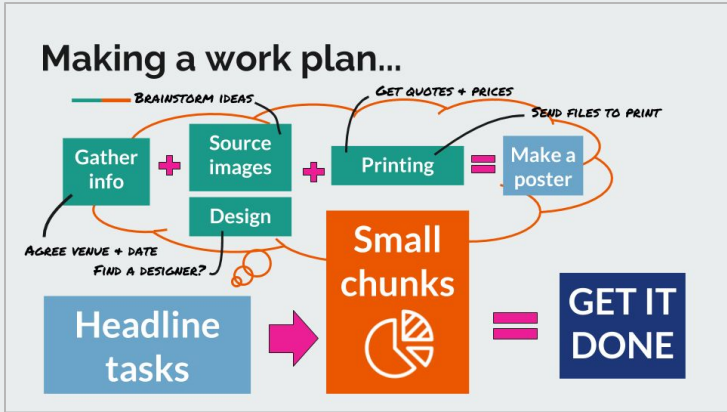 Making a work plan...
BRAINSTORM IDEAS
GET QUOTES & PRICES
SEND FILES TO PRINT
Gather
info
+
Source
images
+
Printing
=
Make a
poster
Design
AGREE VENUE & DATE
FIND A DESIGNER?
Headline
tasks
Small
chunks
=
GET IT
DONE